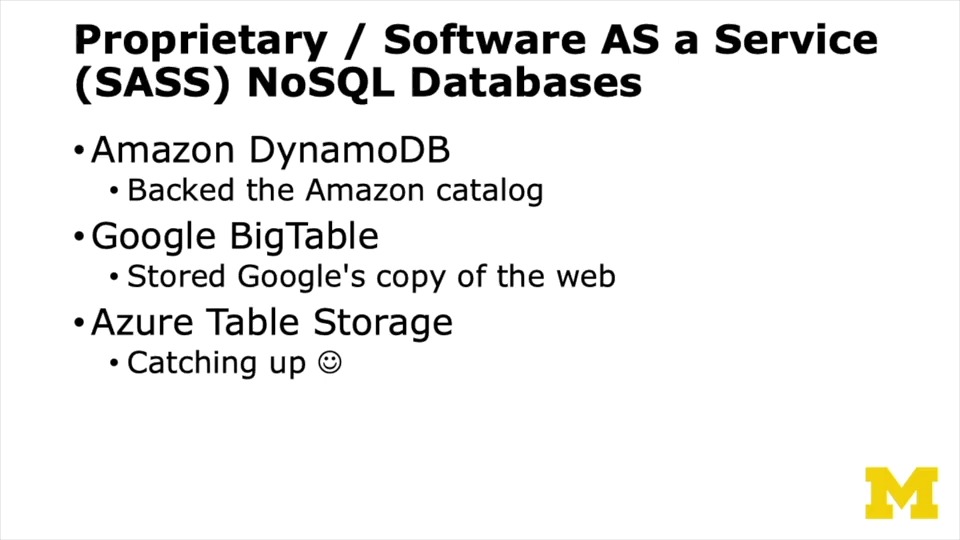 Proprietary / Software AS a Service
(SASS) NoSQL Databases
• Amazon DynamoDB
• Backed the Amazon catalog
• Google BigTable
• Stored Google's copy of the web
• Azure Table Storage
• Catching up ☺
M